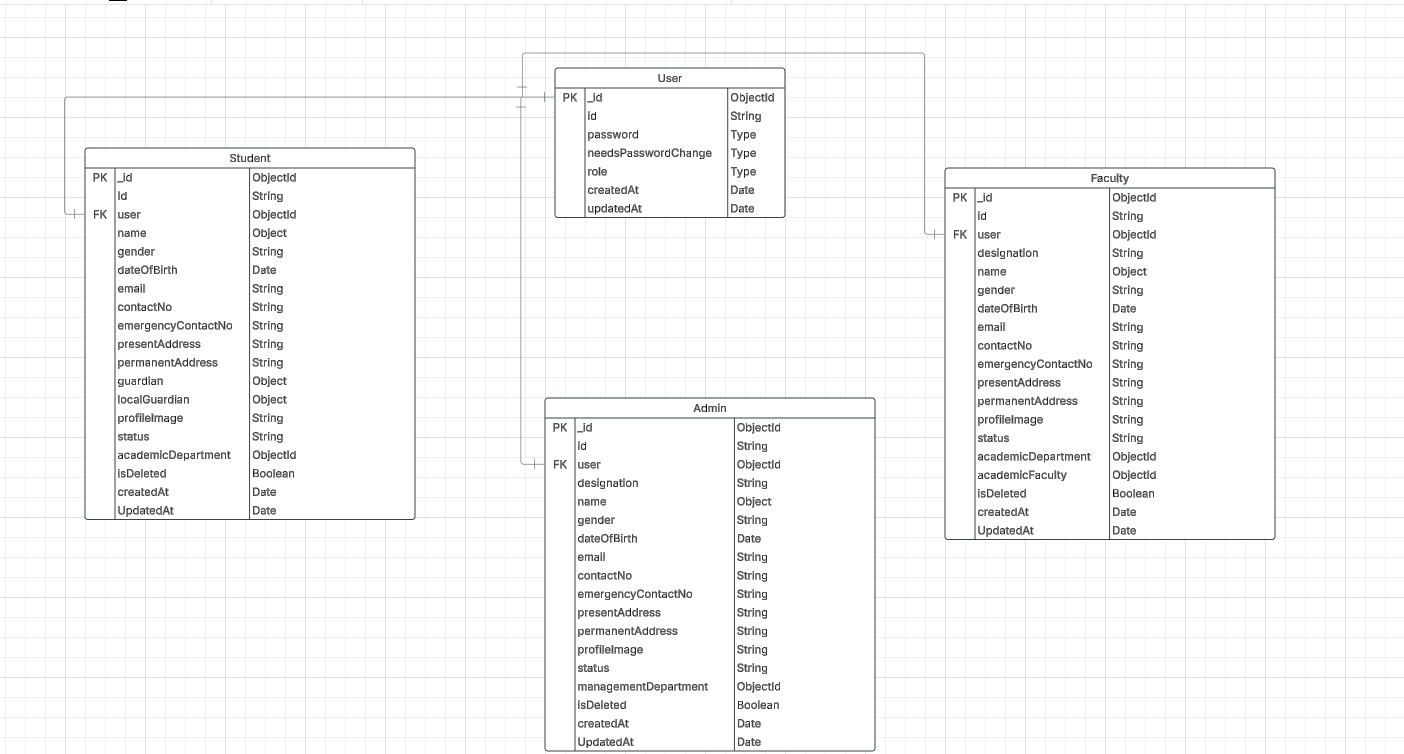 User
PK _id ObjectId
id String
password Type
needsPasswordChange Type
role Type
createdAt Date
updatedAt Date
Student
PK _id ObjectId
Id String
FK user ObjectId
name Object
gender String
dateOfBirth Date
email String
contactNo String
emergencyContactNo String
presentAddress String
permanentAddress String
guardian Object
localGuardian Object
profileImage String
status String
academicDepartment ObjectId
isDeleted Boolean
createdAt Date
UpdatedAt Date
Faculty
PK _id ObjectId
id String
FK user ObjectId
designation String
name Object
gender String
dateOfBirth Date
email String
contactNo String
emergencyContactNo String
presentAddress String
permanentAddress String
profileImage String
status String
academicDepartment ObjectId
academicFaculty ObjectId
isDeleted Boolean
createdAt Date
UpdatedAt Date
Admin
PK _id ObjectId
id String
FK user ObjectId
designation String
name Object
gender String
dateOfBirth Date
email String
contactNo String
emergencyContactNo String
presentAddress String
permanentAddress String
profileImage String
status String
managementDepartment ObjectId
isDeleted Boolean
createdAt Date
UpdatedAt Date